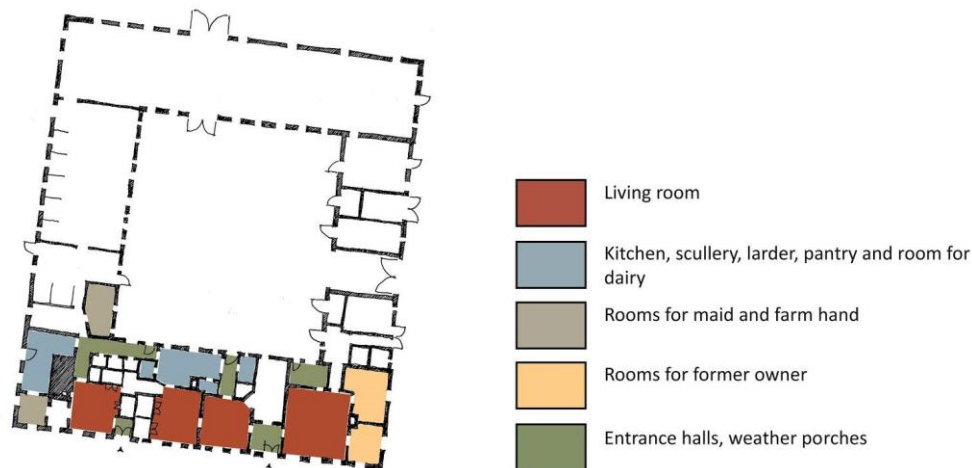 Living room
Kitchen, scullery, larder, pantry and room for
dairy
Rooms for maid and farm hand
Rooms for former owner
Entrance halls, weather porches